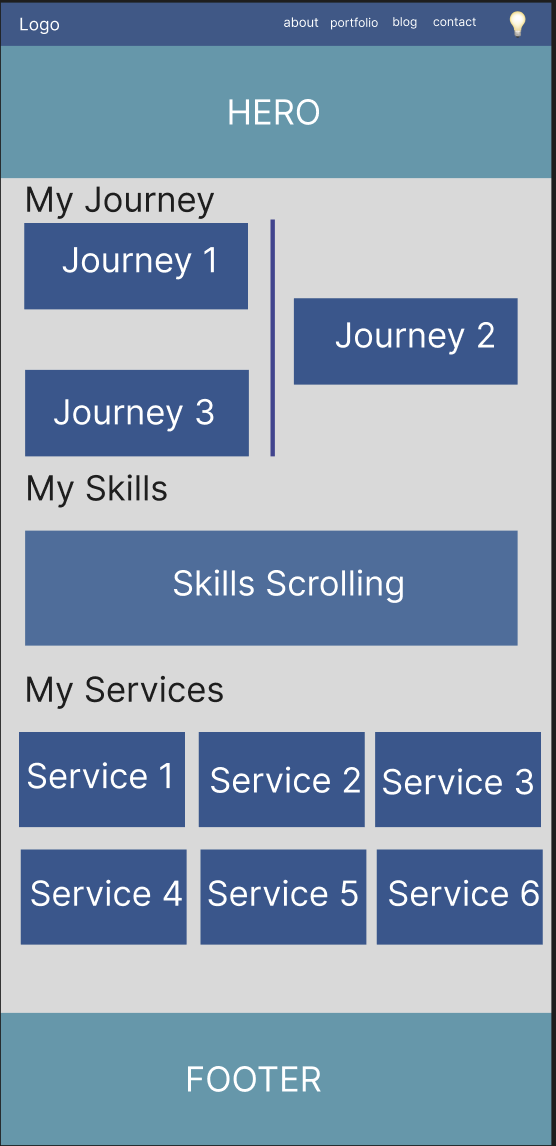 Logo
about portfolio blog contact
HERO
My Journey
Journey 1
Journey 2
Journey 3
My Skills
Skills Scrolling
My Services
Service 1 Service 2 Service 3
Service 4 Service 5 Service 6
FOOTER